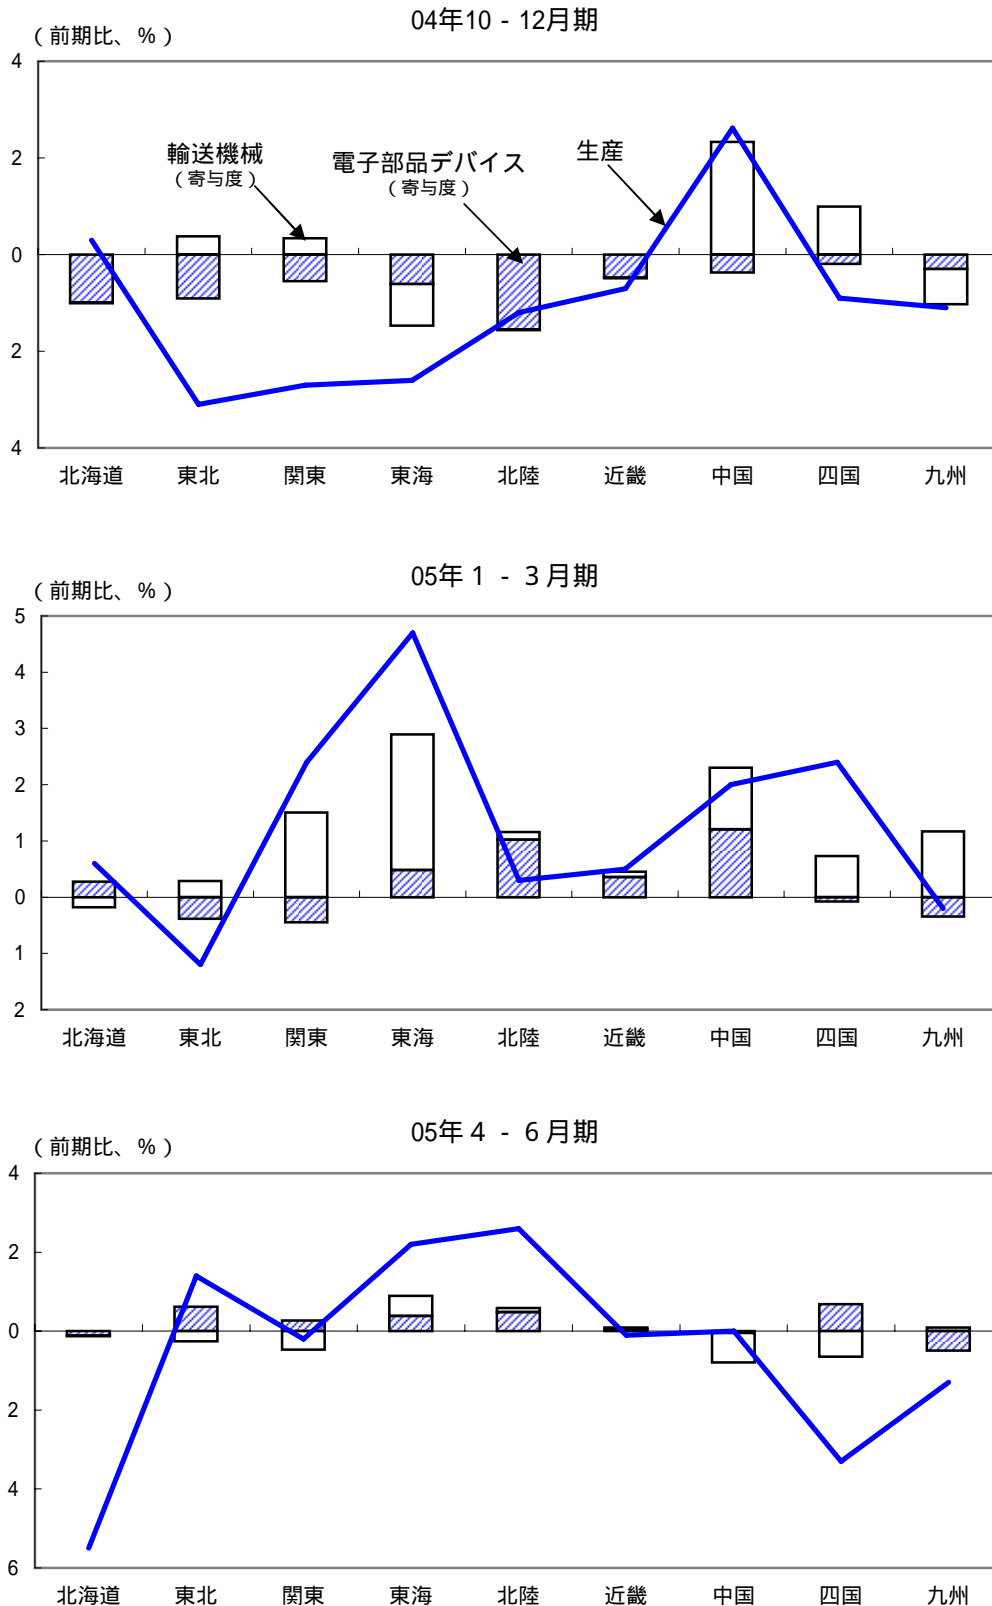 04年10 - 12月期
（前期比、％）
4
2
0
2
4
輸送機械
（寄与度）
電子部品デバイス
（寄与度）
生産
北海道 東北 関東 東海 北陸 近畿 中国 四国 九州
05年１ - ３月期
（前期比、％）
5
4
3
2
1
0
1
2
北海道 東北 関東 東海 北陸 近畿 中国 四国 九州
05年４ - ６月期
（前期比、％）
4
2
0
2
4
6
北海道 東北 関東 東海 北陸 近畿 中国 四国 九州